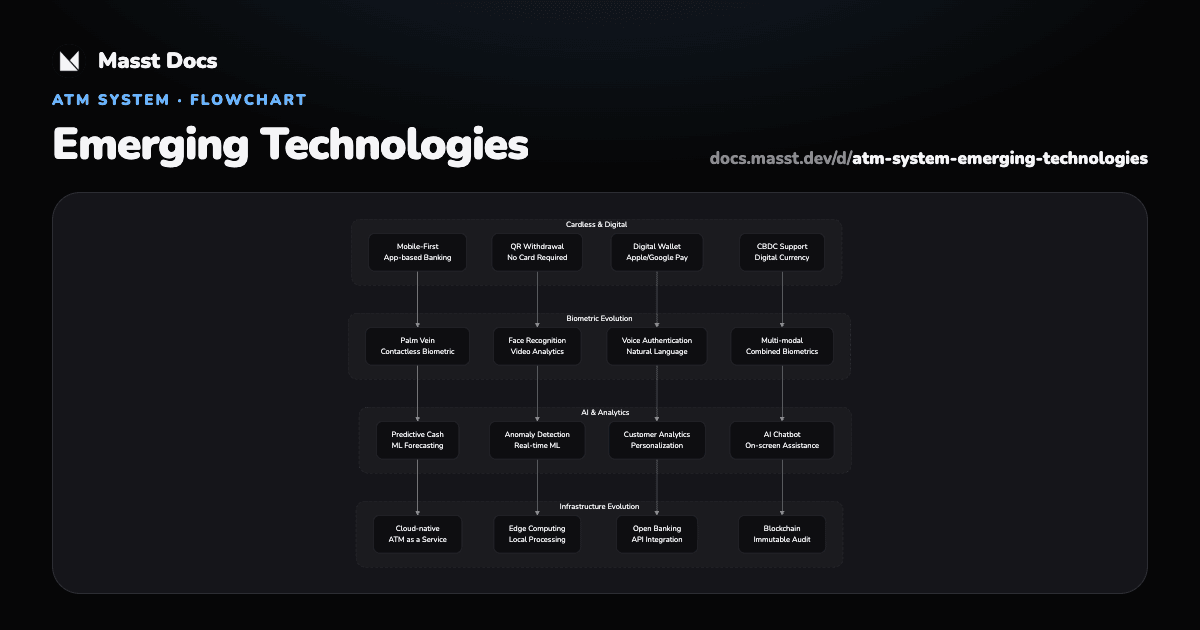 Masst Docs
ATM SYSTEM · FLOWCHART
Emerging Technologies
docs.masst.dev/d/atm-system-emerging-technologies
Cardless & Digital
Mobile-First
App-based Banking
QR Withdrawal
No Card Required
Digital Wallet
Apple/Google Pay
CBDC Support
Digital Currency
Biometric Evolution
Palm Vein
Contactless Biometric
Face Recognition
Video Analytics
Voice Authentication
Natural Language
Multi-modal
Combined Biometrics
AI & Analytics
Predictive Cash
ML Forecasting
Anomaly Detection
Real-time ML
Customer Analytics
Personalization
AI Chatbot
On-screen Assistance
Infrastructure Evolution
Cloud-native
ATM as a Service
Edge Computing
Local Processing
Open Banking
API Integration
Blockchain
Immutable Audit